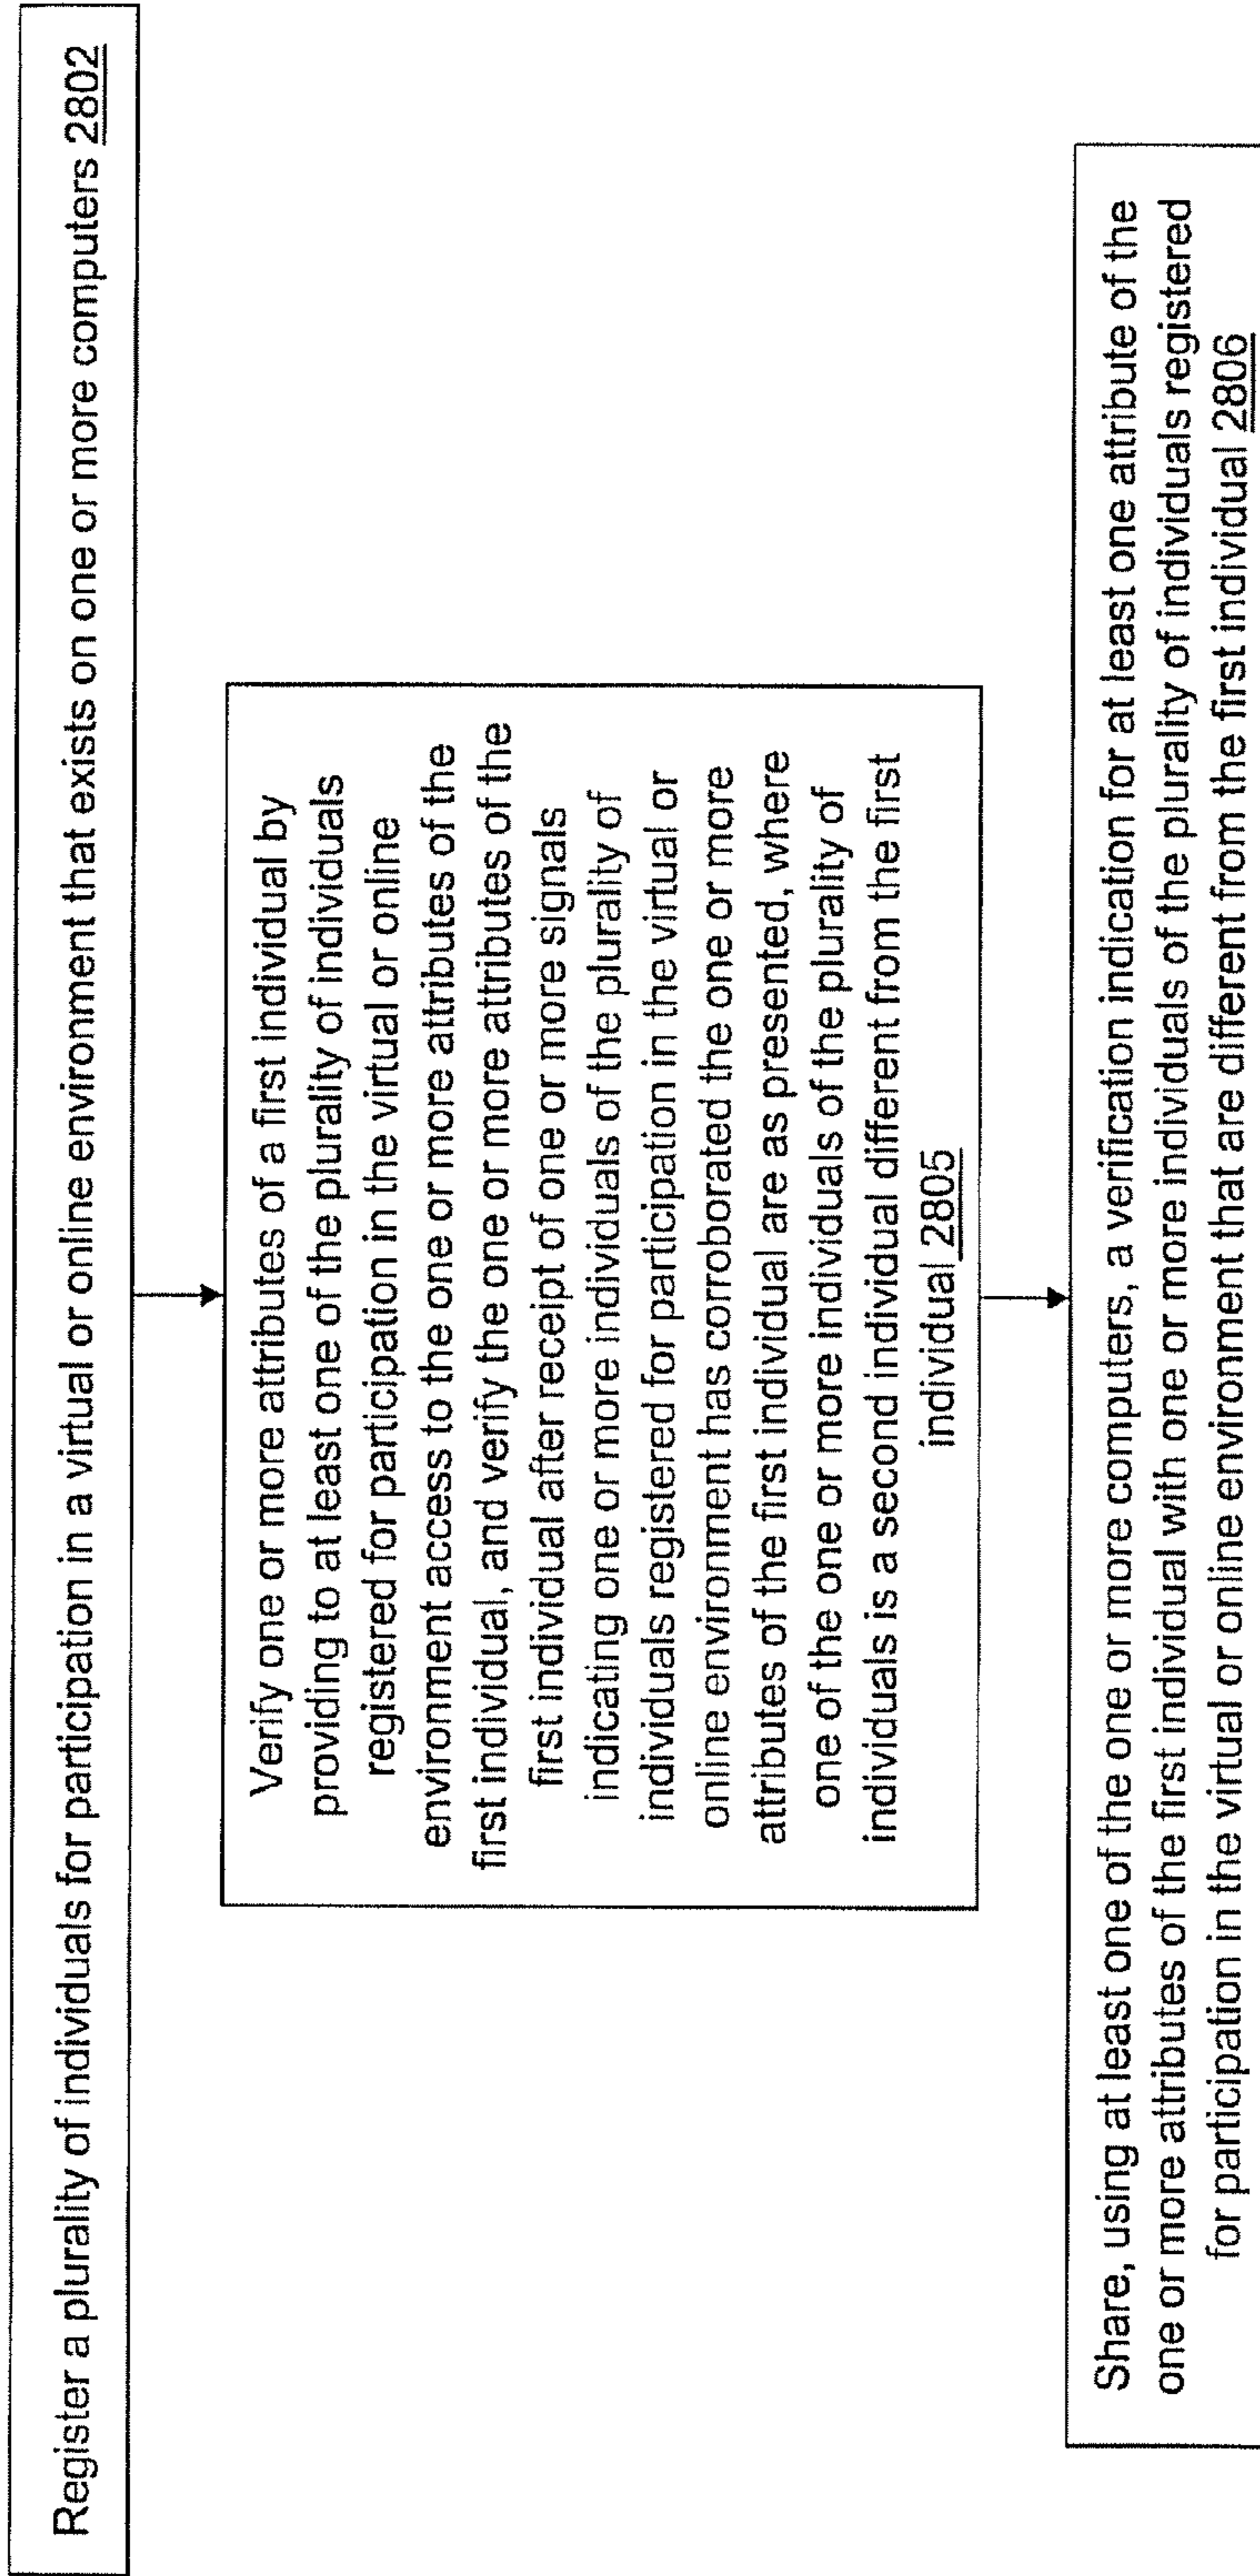 Register a plurality of individuals for participation in a virtual or online environment that exists on one or more computers 2802
Verify one or more attributes of a first individual by
providing to at least one of the plurality of individuals
registered for participation in the virtual or online
environment access to the one or more attributes of the
first individual, and verify the one or more attributes of the
first individual after receipt of one or more signals
indicating one or more individuals of the plurality of
individuals registered for participation in the virtual or
online environment has corroborated the one or more
attributes of the first individual are as presented, where
one of the one or more individuals of the plurality of
individuals is a second individual different from the first
individual 2805
Share, using at least one of the one or more computers, a verification indication for at least one attribute of the
one or more attributes of the first individual with one or more individuals of the plurality of individuals registered
for participation in the virtual or online environment that are different from the first individual 2806